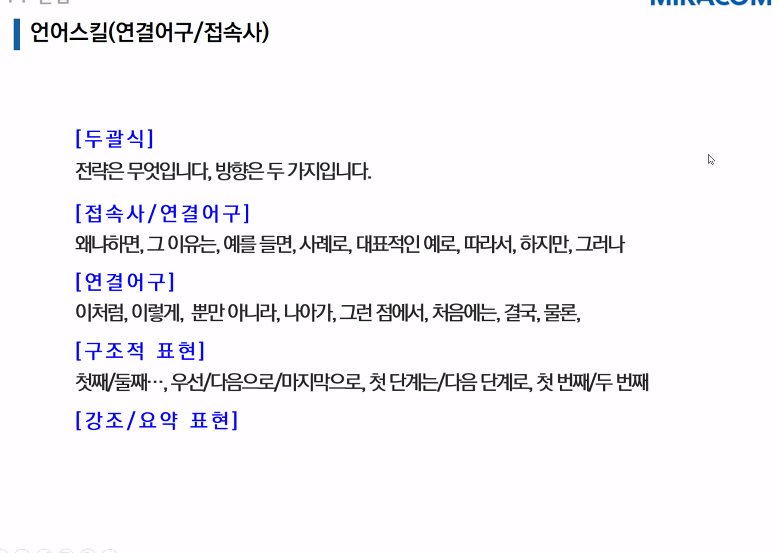 MIRACOM
언어스킬(연결어구/접속사)
[두괄식]
전략은 무엇입니다, 방향은 두 가지입니다.
[접속사/연결어구]
왜냐하면, 그 이유는, 예를 들면, 사례로, 대표적인 예로, 따라서, 하지만, 그러나
[연결어구]
이처럼, 이렇게, 뿐만 아니라, 나아가, 그런 점에서, 처음에는, 결국, 물론,
[구조적 표현]
첫째/둘째…, 우선/다음으로/마지막으로, 첫 단계는/다음 단계로, 첫 번째/두 번째
[강조/요약 표현]